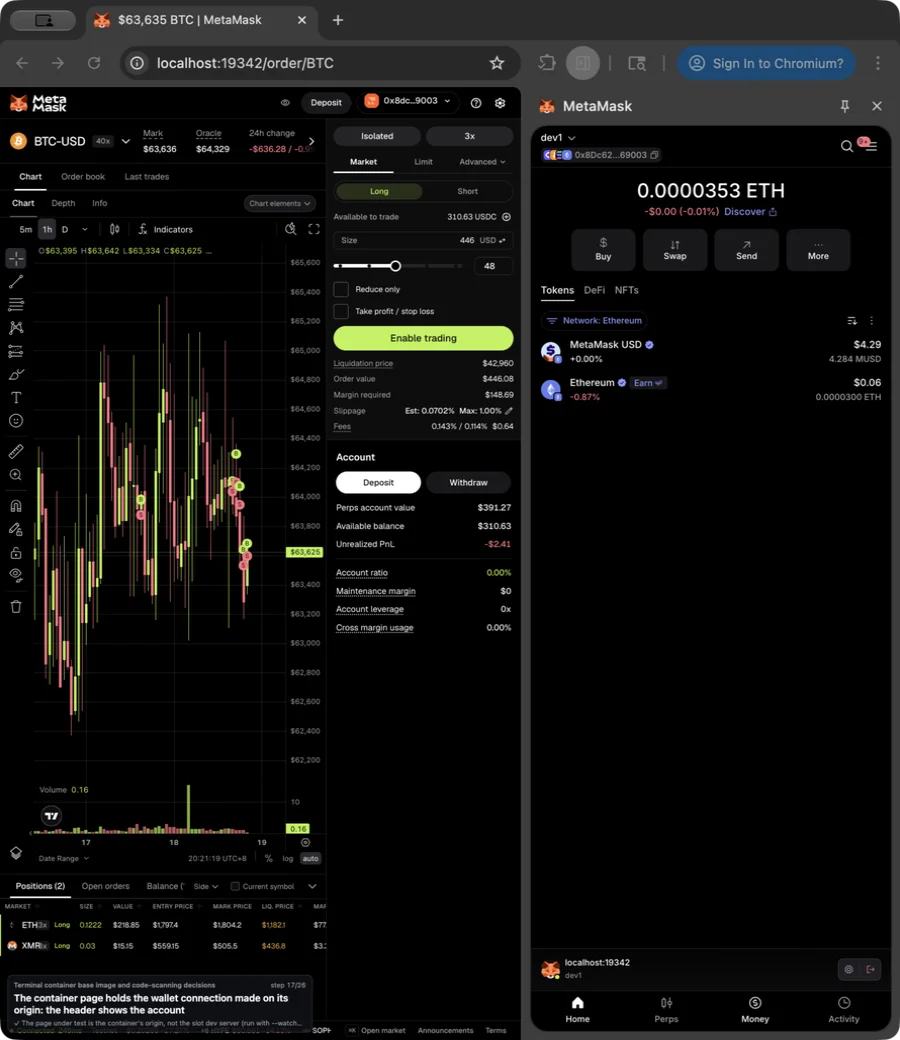 $63,635 BTC | MetaMask
localhost:19342/order/BTC
Sign In to Chromium?
Meta
Mask
Deposit
0x8dc...9003
BTC-USD
40x
Mark
$63,636
Oracle
$64,329
24h change
-$636.28 / -0.9
Chart
Order book
Last trades
Chart
Depth
Info
Chart elements
5m
1h
D
Indicators
O$63,395 H$63,642 L$63,334 C$63,625 ...
$65,600
$65,400
$65,200
$65,000
$64,800
$64,600
$64,400
$64,200
$64,000
$63,800
$63,625
$63,400
$63,200
$63,000
$62,800
$62,600
$62,400
$62,200
Volume 0.16
10
0.16
17
18
19
Date Range
20:21:19 UTC+8
%
log
auto
Isolated
3x
Market
Limit
Advanced
Long
Short
Available to trade
310.63 USDC
Size
446 USD
48
Reduce only
Take profit / stop loss
Enable trading
Liquidation price
$42,960
Order value
$446.08
Margin required
$148.69
Slippage
Est: 0.0702% Max: 1.00%
Fees
0.143% / 0.114% $0.64
Account
Deposit
Withdraw
Perps account value
$391.27
Available balance
$310.63
Unrealized PnL
-$2.41
Account ratio
0.00%
Maintenance margin
$0
Account leverage
0x
Cross margin usage
0.00%
Positions (2)
Open orders
Balance (
Side
Current symbol
MARKET
SIZE
VALUE
ENTRY PRICE
MARK PRICE
LIQ. PRICE
MAR
ETH
3x
Long
0.1222
$218.85
$1,797.4
$1,804.2
$1,182.1
$77
XMR
Long
0.03
$15.15
$559.15
$505.5
$436.8
$3.
Terminal container base image and code-scanning decisions
step 17/26
The container page holds the wallet connection made on its
origin: the header shows the account
✓ The page under test is the container's origin, not the slot dev server (run with --watch...
Open market
Announcements
Terms
MetaMask
dev1
0x8Dc62...69003
9+
0.0000353 ETH
-$0.00 (-0.01%) Discover
Buy
Swap
Send
More
Tokens
DeFi
NFTs
Network: Ethereum
MetaMask USD
$4.29
+0.00%
4.284 MUSD
Ethereum
Earn
$0.06
-0.87%
0.0000300 ETH
localhost:19342
dev1
Home
Perps
Money
Activity